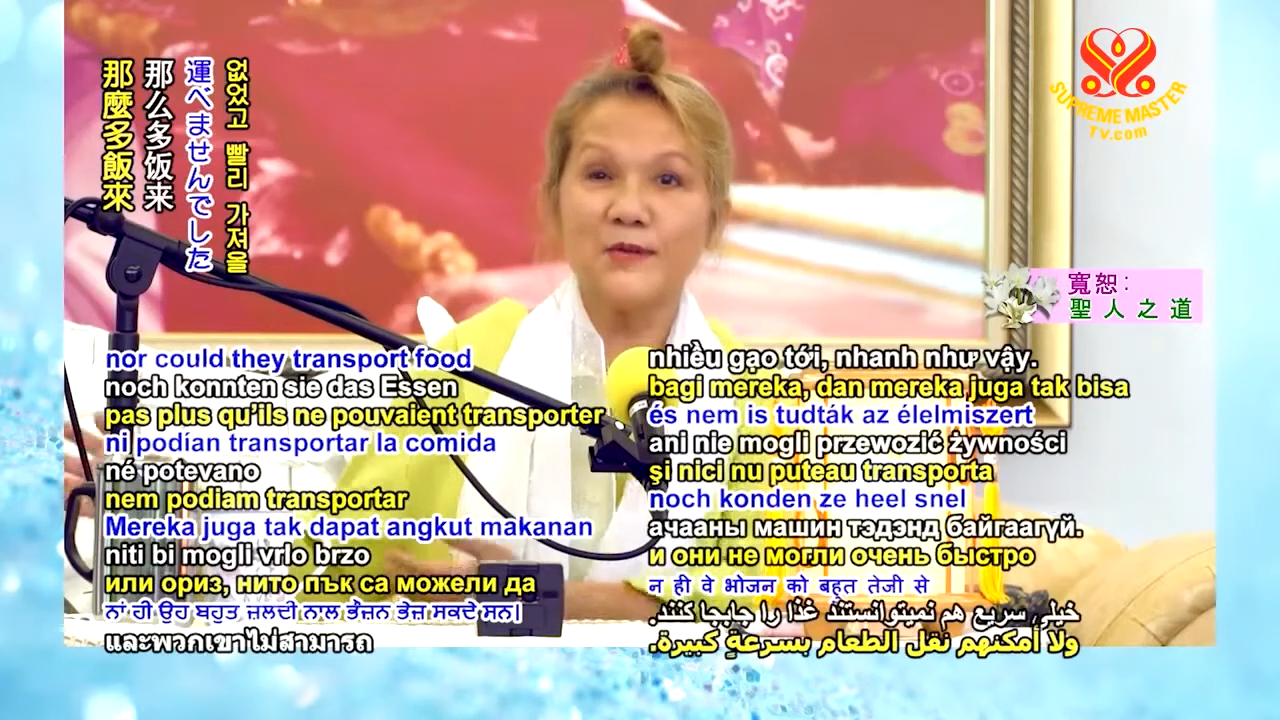 없었고 빨리 가져올
運べませんでした
那么多饭来
那麼多飯來
SUPREME MASTER
TV.com
寬恕:
聖人之道
nor could they transport food
noch konnten sie das Essen
pas plus qu'ils ne pouvaient transporter
ni podían transportar la comida
né potevano
nem podiam transportar
Mereka juga tak dapat angkut makanan
niti bi mogli vrlo brzo
или ориз, нито пък са можели да
ਨਾਂ ਹੀ ਉਹ ਬਹੁਤ ਜ਼ਲਦੀ ਨਾਲ ਭੋਜ਼ਨ ਭੇਜ਼ ਸਕਦੇ ਸਨ।
และพวกเขาไม่สามารถ
nhiều gạo tới, nhanh như vậy.
bagi mereka, dan mereka juga tak bisa
és nem is tudták az élelmiszert
ani nie mogli przewozić żywności
şi nici nu puteau transporta
noch konden ze heel snel
ачааны машин тэдэнд байгаагүй.
и они не могли очень быстро
न ही वे भोजन को बहुत तेजी से
خیلی سریع هم نمیتوانستند غذا را جابجا کنند.
ولا أمكنهم نقل الطعام بسرعةٍ كبيرة.